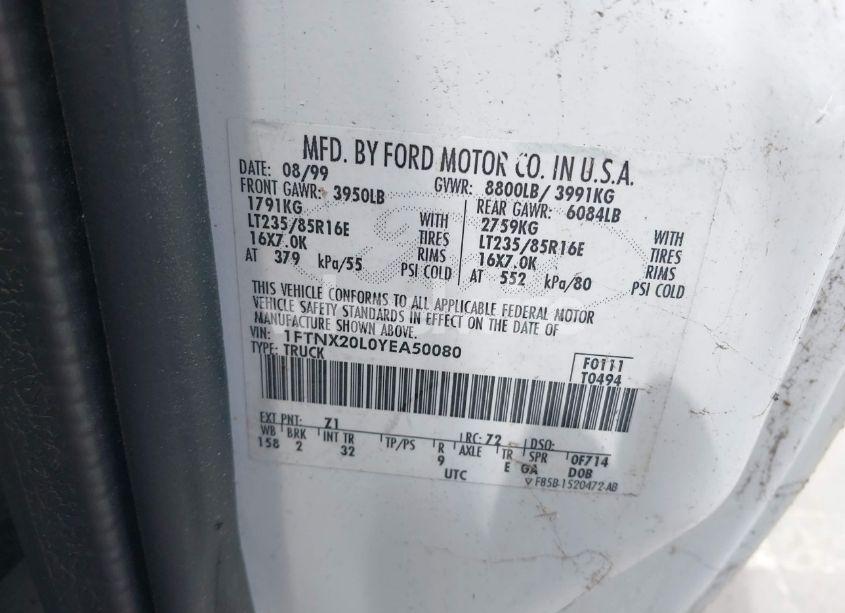 MFD. BY FORD MOTOR CO. IN U.S.A.
DATE: 08/99 GVWR: 8800LB/ 3991KG
FRONT GAWR: 3950LB REAR GAWR: 6084LB
1791KG WITH 2759KG WITH
LT235/85R16E TIRES LT235/85R16E TIRES
16X7.0K RIMS 16X7.0K RIMS
AT 379 kPa/55 PSI COLD AT 552 kPa/80 PSI COLD
THIS VEHICLE CONFORMS TO ALL APPLICABLE FEDERAL MOTOR
VEHICLE SAFETY STANDARDS IN EFFECT ON THE DATE OF
MANUFACTURE SHOWN ABOVE.
VIN: 1FTNX20L0YEA50080
TYPE: TRUCK F0111
T0494
EXT PNT: Z1 RC: 72 DSO:
WB BRK INT TR TP/PS R AXLE TR SPR 0F714
158 2 32 9 E GA D0B
UTC F85B-1520472-AB